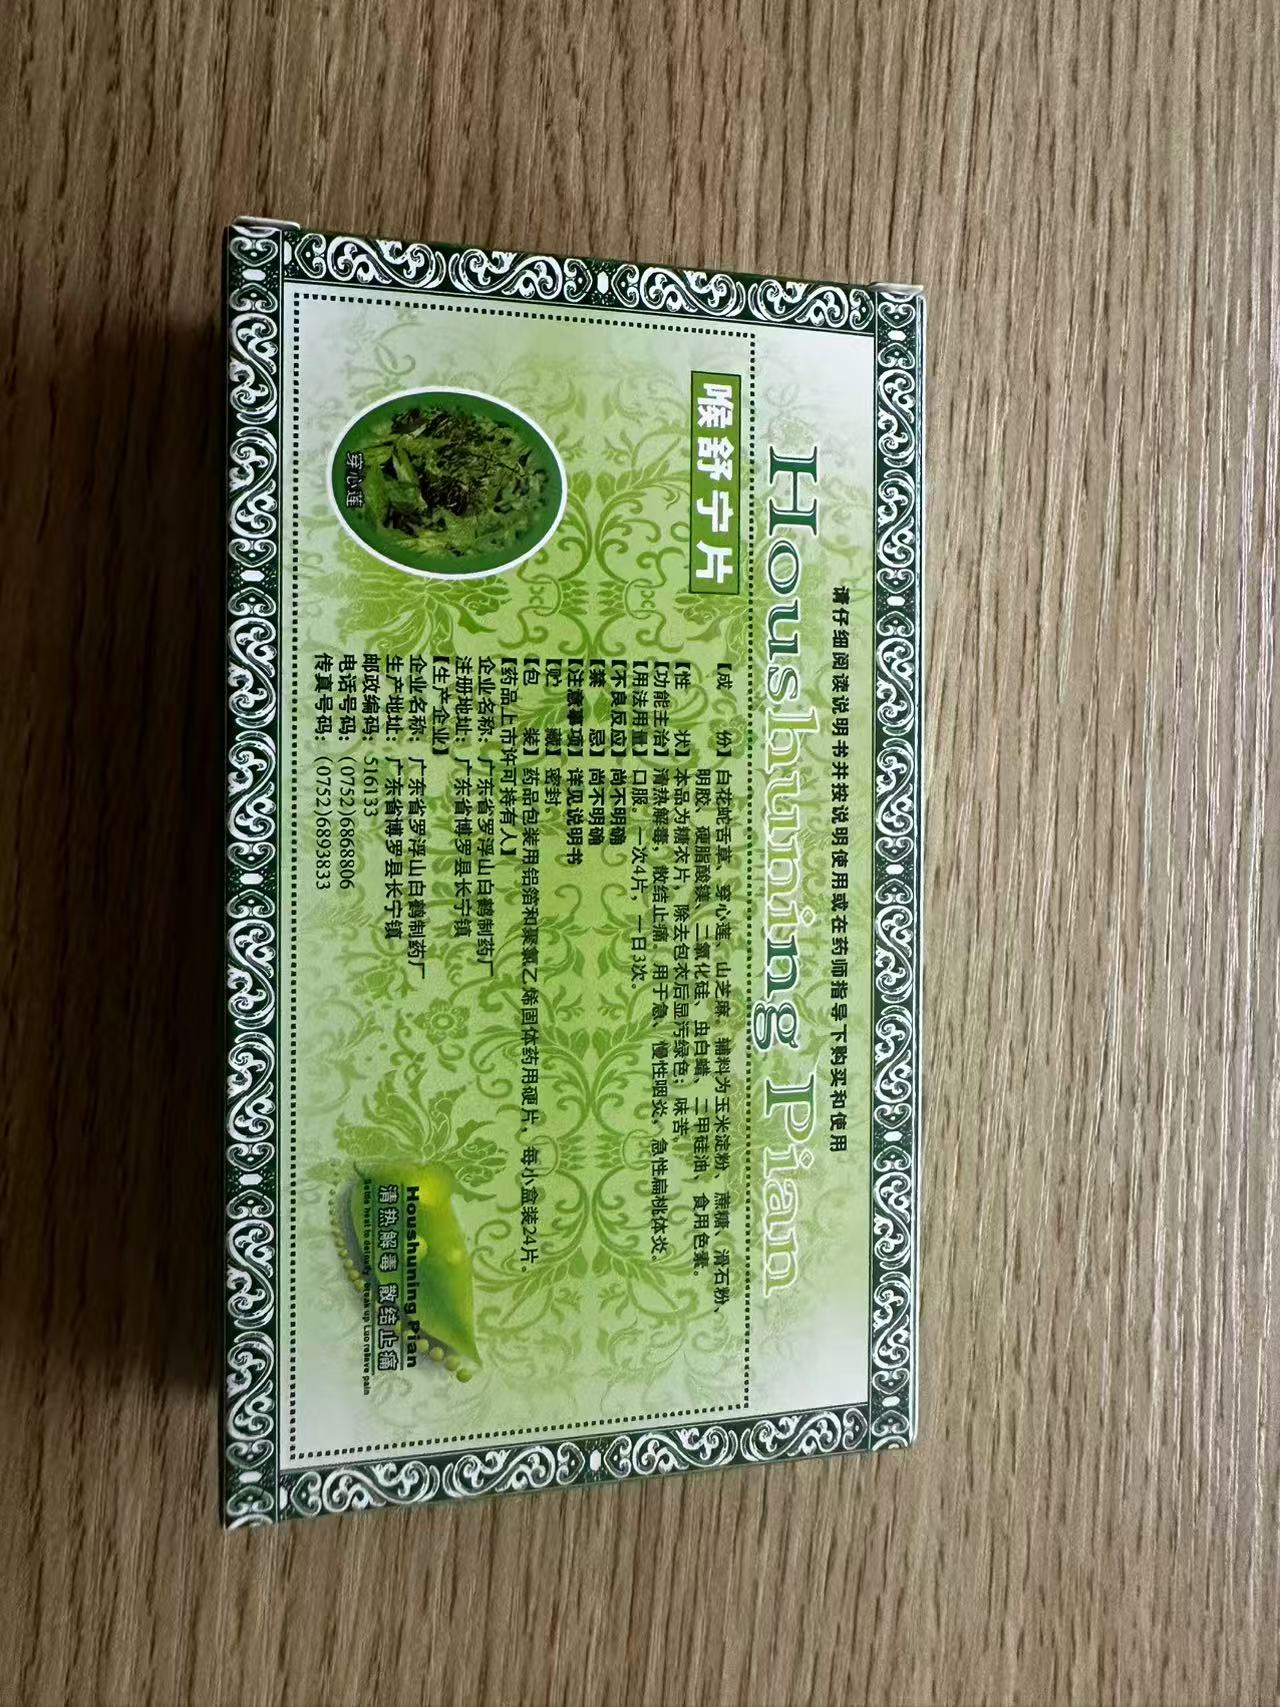 请仔细阅读说明书并按说明使用或在药师指导下购买和使用
Houshuning Pian
喉舒宁片
【成 份】白花蛇舌草、穿心莲、山芝麻。辅料为玉米淀粉、蔗糖、滑石粉、
明胶、硬脂酸镁、二氧化硅、虫白蜡、二甲硅油、食用色素。
【性 状】本品为糖衣片，除去包衣后显污绿色；味苦。
【功能主治】清热解毒，散结止痛。用于急、慢性咽炎，急性扁桃体炎。
【用法用量】口服。一次4片，一日3次。
【不良反应】尚不明确
【禁 忌】尚不明确
【注意事项】详见说明书
【贮 藏】密封。
【包 装】药品包装用铝箔和聚氯乙烯固体药用硬片，每小盒装24片。
【药品上市许可持有人】
企业名称：广东省罗浮山白鹤制药厂
注册地址：广东省博罗县长宁镇
【生产企业】
企业名称：广东省罗浮山白鹤制药厂
生产地址：广东省博罗县长宁镇
邮政编码：516133
电话号码：(0752)6868806
传真号码：(0752)6893833
穿心莲
Houshuning Pian
清热解毒 散结止痛
Settle heat to detoxify, break up Luo relieve pain